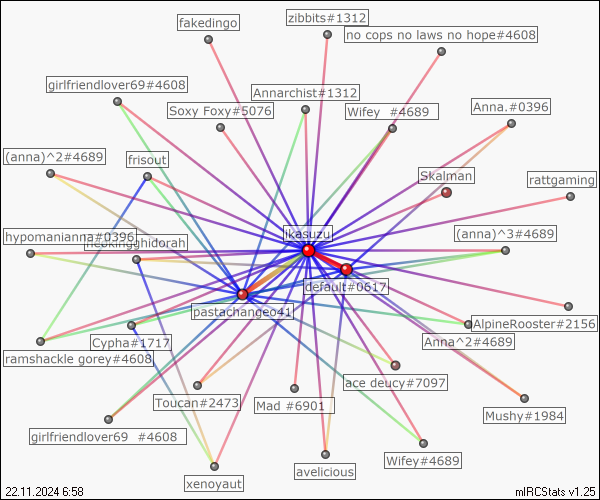 zibbits#1312
fakedingo
no cops no laws no hope#4608
girlfriendlover69#4608
Annarchist#1312
Soxy Foxy#5076
Wifey #4689
Anna.#0396
(anna)^2#4689
frisout
Skalman
rattgaming
hypomanianna#0396
ikasuzu
(anna)^3#4689
default#0617
pastachangeo41
AlpineRooster#2156
Cypha#1717
Anna^2#4689
ramshackle gorey#4608
ace deucy#7097
Toucan#2473
Mad #6901
Mushy#1984
girlfriendlover69 #4608
Wifey#4689
avelicious
xenoyaut
22.11.2024 6:58
mIRCStats v1.25